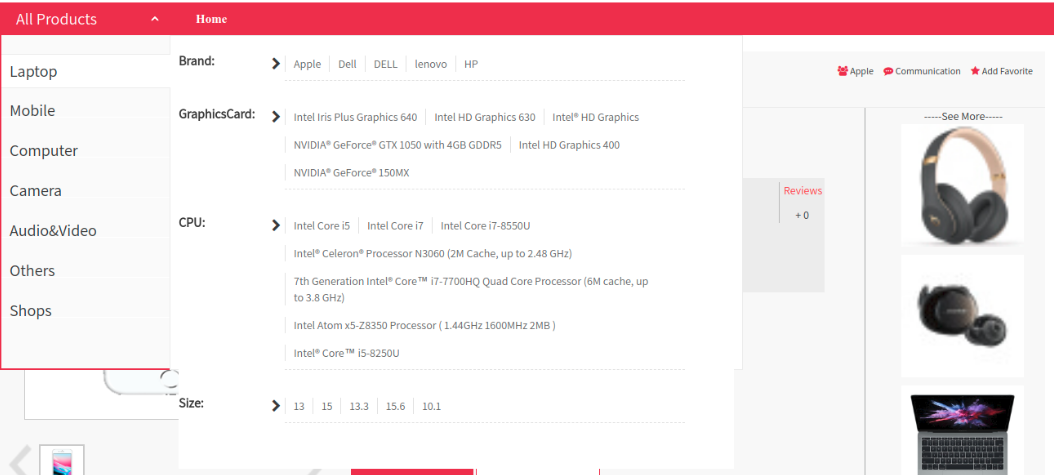 All Products
Home
Laptop
Mobile
Computer
Camera
Audio&Video
Others
Shops
Brand:
Apple Dell DELL lenovo HP
GraphicsCard:
Intel Iris Plus Graphics 640 Intel HD Graphics 630 Intel® HD Graphics
NVIDIA® GeForce® GTX 1050 with 4GB GDDR5 Intel HD Graphics 400
NVIDIA® GeForce® 150MX
CPU:
Intel Core i5 Intel Core i7 Intel Core i7-8550U
Intel® Celeron® Processor N3060 (2M Cache, up to 2.48 GHz)
7th Generation Intel® Core™ i7-7700HQ Quad Core Processor (6M cache, up
to 3.8 GHz)
Intel Atom x5-Z8350 Processor ( 1.44GHz 1600MHz 2MB )
Intel® Core™ i5-8250U
Size:
13 15 13.3 15.6 10.1
Apple Communication Add Favorite
Reviews
+ 0
-----See More-----